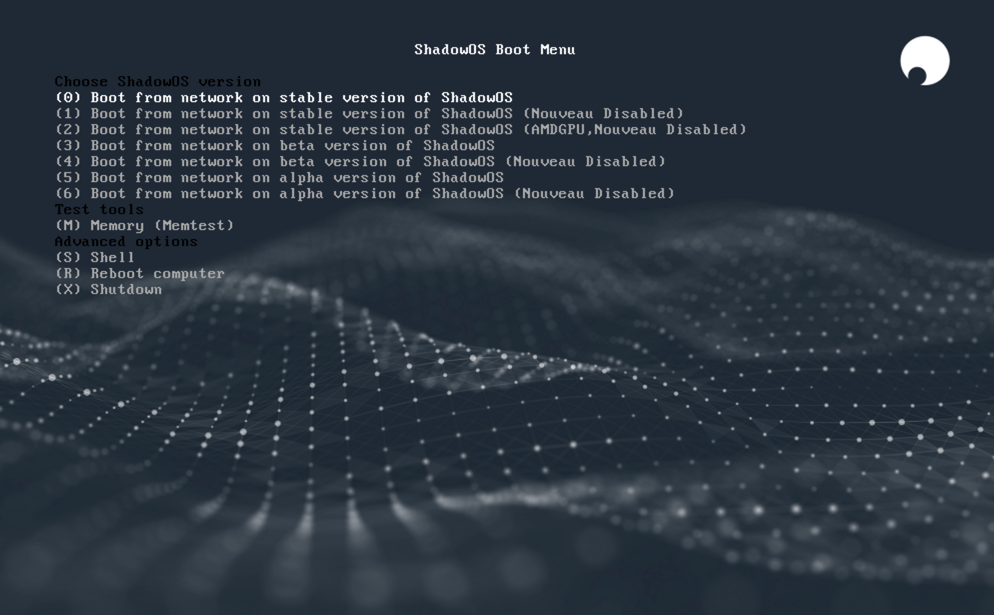 ShadowOS Boot Menu
Choose ShadowOS version
(0) Boot from network on stable version of ShadowOS
(1) Boot from network on stable version of ShadowOS (Nouveau Disabled)
(2) Boot from network on stable version of ShadowOS (AMDGPU,Nouveau Disabled)
(3) Boot from network on beta version of ShadowOS
(4) Boot from network on beta version of ShadowOS (Nouveau Disabled)
(5) Boot from network on alpha version of ShadowOS
(6) Boot from network on alpha version of ShadowOS (Nouveau Disabled)
Test tools
(M) Memory (Memtest)
Advanced options
(S) Shell
(R) Reboot computer
(X) Shutdown